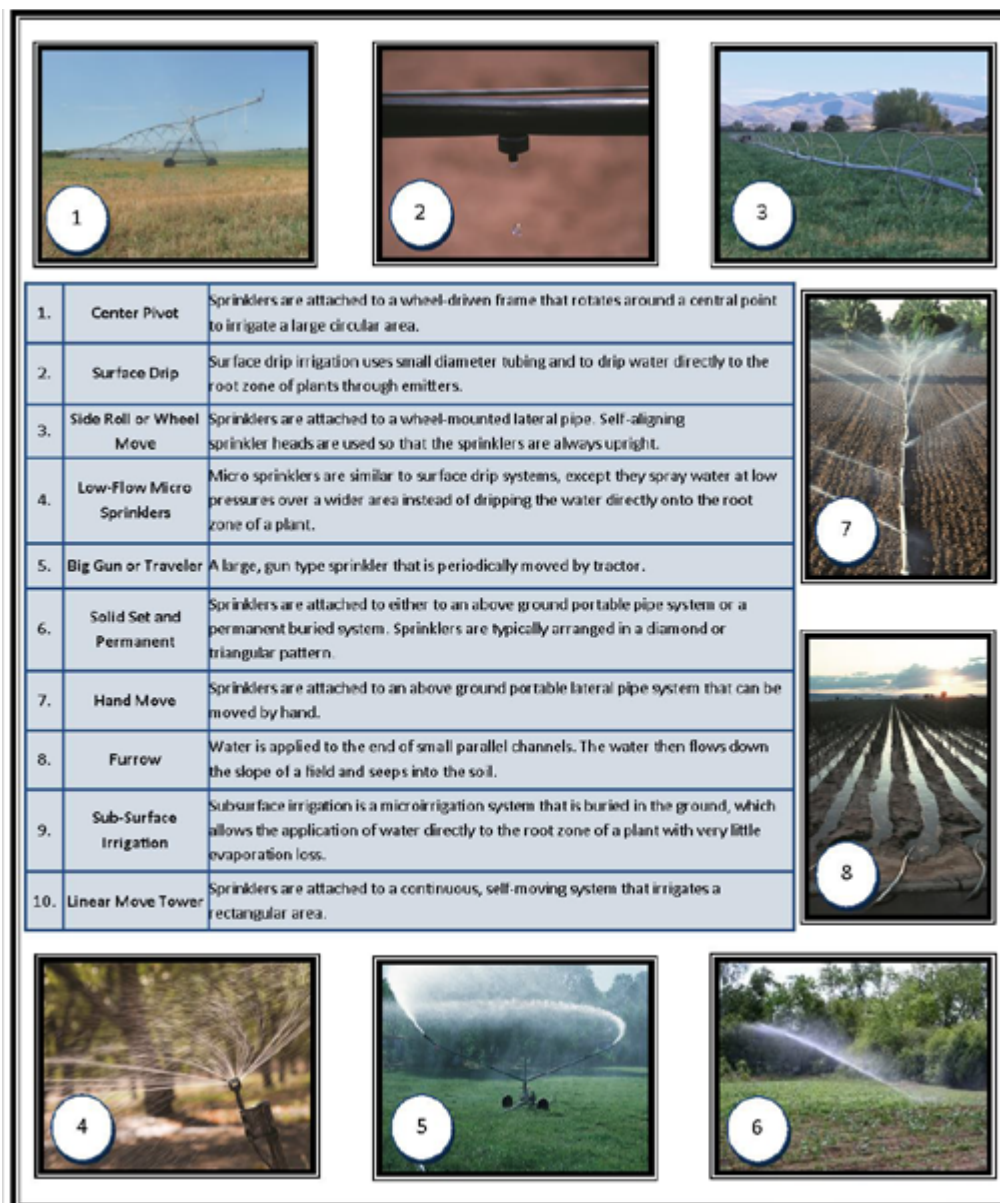 1
2
3
1. Center Pivot Sprinklers are attached to a wheel-driven frame that rotates around a central point
to irrigate a large circular area.
2. Surface Drip Surface drip irrigation uses small diameter tubing and to drip water directly to the
root zone of plants through emitters.
3. Side Roll or Wheel Move Sprinklers are attached to a wheel-mounted lateral pipe. Self-aligning
sprinkler heads are used so that the sprinklers are always upright.
4. Low-Flow Micro Sprinklers Micro sprinklers are similar to surface drip systems, except they spray water at low
pressures over a wider area instead of dripping the water directly onto the root
zone of a plant.
5. Big Gun or Traveler A large, gun type sprinkler that is periodically moved by tractor.
6. Solid Set and Permanent Sprinklers are attached to either to an above ground portable pipe system or a
permanent buried system. Sprinklers are typically arranged in a diamond or
triangular pattern.
7. Hand Move Sprinklers are attached to an above ground portable lateral pipe system that can be
moved by hand.
8. Furrow Water is applied to the end of small parallel channels. The water then flows down
the slope of a field and seeps into the soil.
9. Sub-Surface Irrigation Subsurface irrigation is a microirrigation system that is buried in the ground, which
allows the application of water directly to the root zone of a plant with very little
evaporation loss.
10. Linear Move Tower Sprinklers are attached to a continuous, self-moving system that irrigates a
rectangular area.
7
8
4
5
6